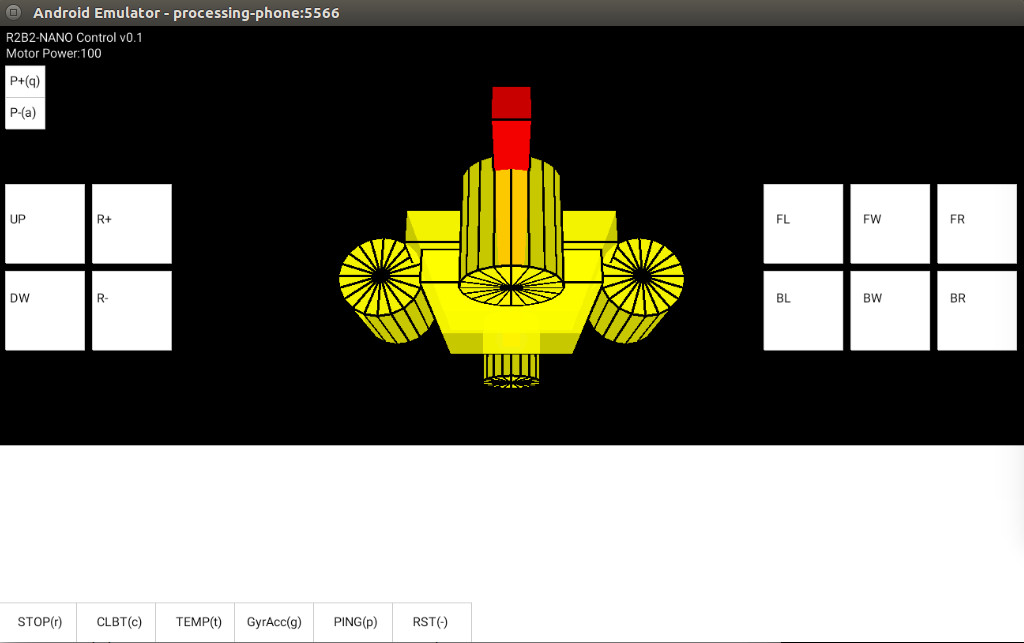 Android Emulator - processing-phone:5566
R2B2-NANO Control v0.1
Motor Power:100
P+(q)
P-(a)
UP R+ FL FW FR
DW R- BL BW BR
STOP(r) CLBT(c) TEMP(t) GyrAcc(g) PING(p) RST(-)